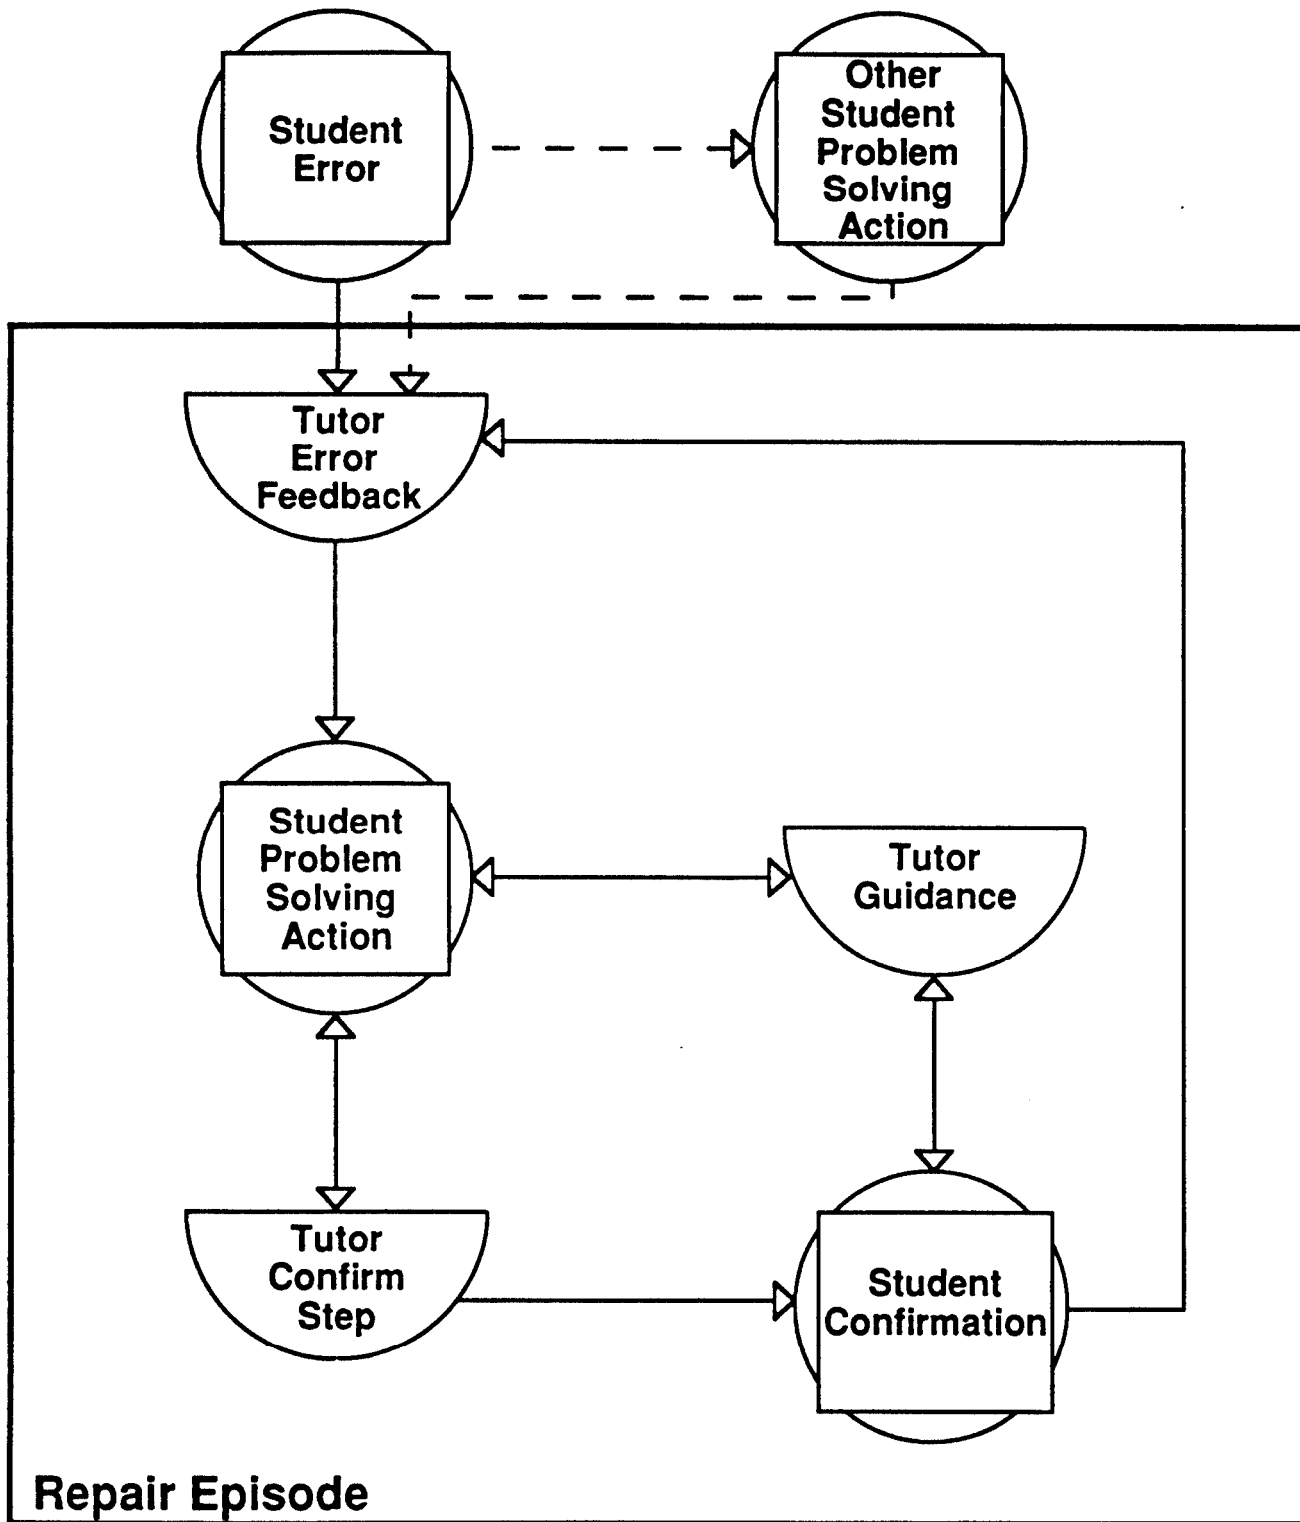 Student
Error
Other
Student
Problem
Solving
Action
Tutor
Error
Feedback
Student
Problem
Solving
Action
Tutor
Guidance
Tutor
Confirm
Step
Student
Confirmation
Repair Episode